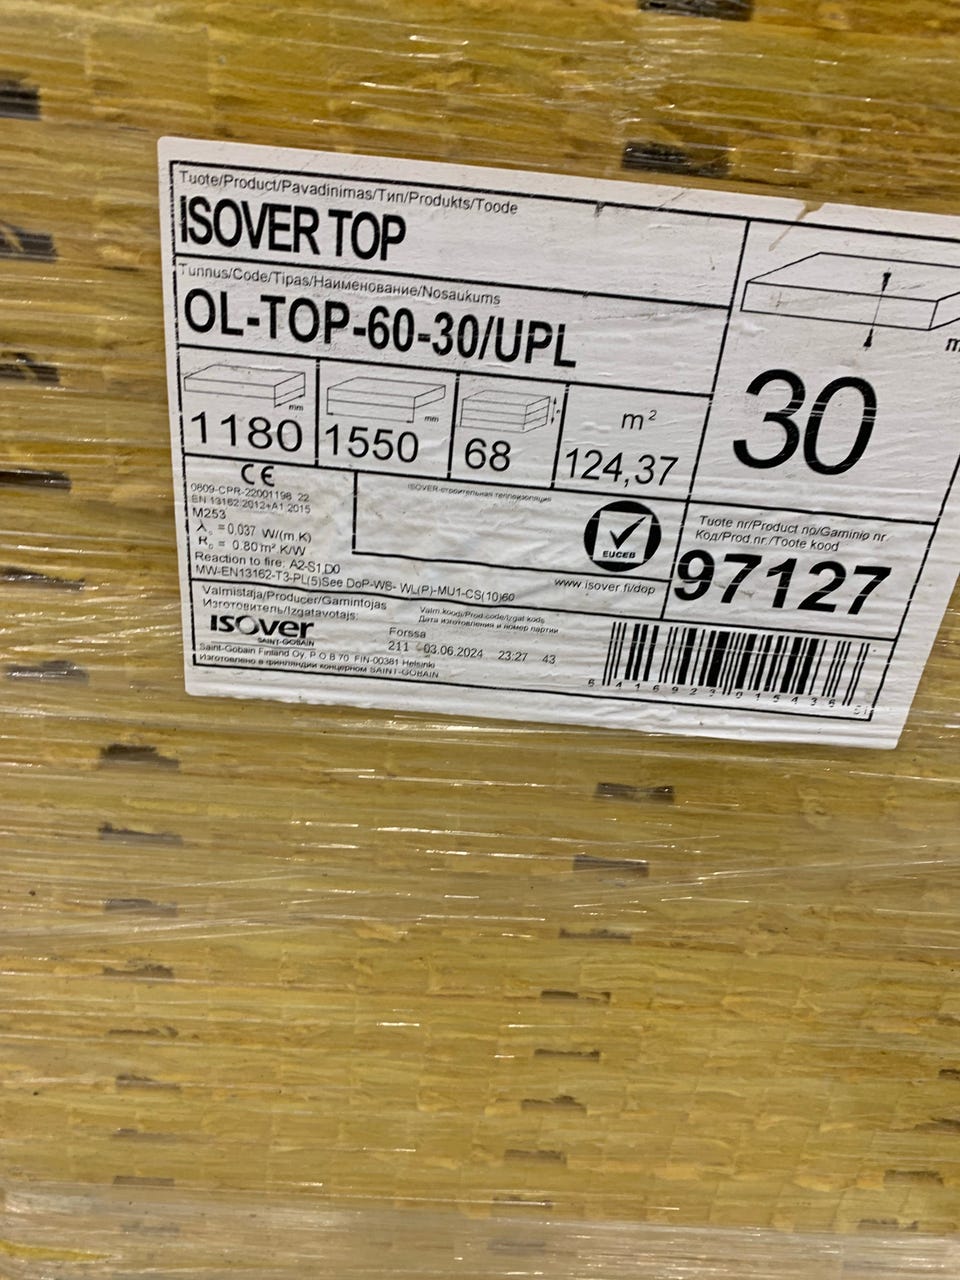 Tuote/Product/Pavadinimas/Тип/Produkts/Toode
ISOVER TOP
Tunnus/Code/Tipas/Наименование/Nosaukums
OL-TOP-60-30/UPL
mm
1180
mm
1550
68
m²
124,37
m
30
CE
0809-CPR-22001198 22
EN 13162:2012+A1:2015
M253
λD = 0,037 W/(m.K)
RD = 0.80 m².K/W
Reaction to fire: A2-S1,D0
MW-EN13162-T3-PL(5)See DoP-WS- WL(P)-MU1-CS(10)60
ISOVER-строительная теплоизоляция
EUCEB
www.isover.fi/dop
Tuote nr/Product no/Gaminio nr.
Код/Prod.nr./Toote kood
97127
Valmistaja/Producer/Gamintojas
Изготовитель/Izgatavotajs:
isover
SAINT-GOBAIN
Saint-Gobain Finland Oy, P.O.B 70, FIN-00381 Helsinki
Изготовлено в финляндии концерном SAINT-GOBAIN
Valm.koodi/Prod.code/Izgat.kods
Дата изготовления и номер партии
Forssa
211 03.06.2024 23:27 43
6 416923 015436